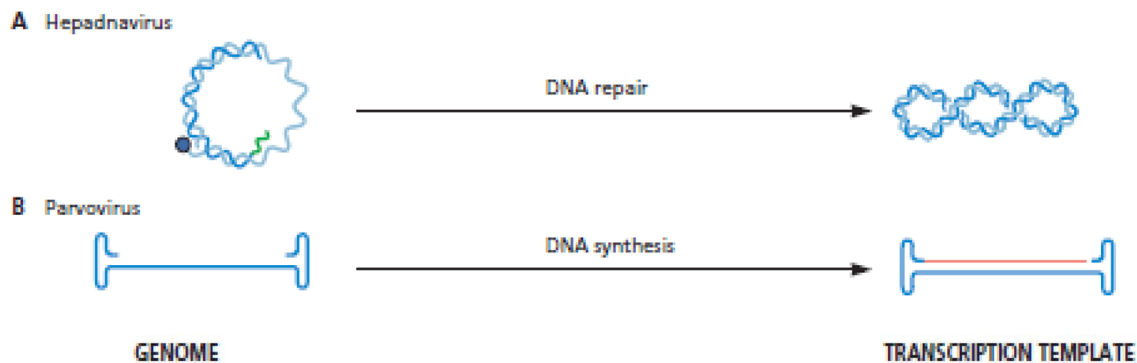 A Hepadnavirus
DNA repair
B Parvovirus
DNA synthesis
GENOME
TRANSCRIPTION TEMPLATE